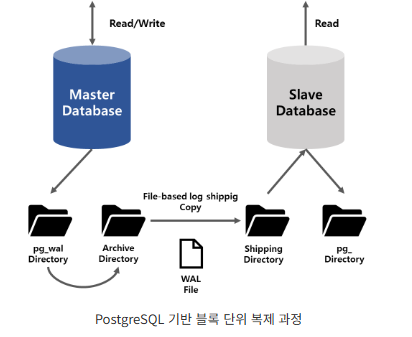 Read/Write
Read
Master
Database
Slave
Database
File-based log shippig
Copy
pg_wal
Directory
Archive
Directory
WAL
File
Shipping
Directory
pg_
Directory
PostgreSQL 기반 블록 단위 복제 과정